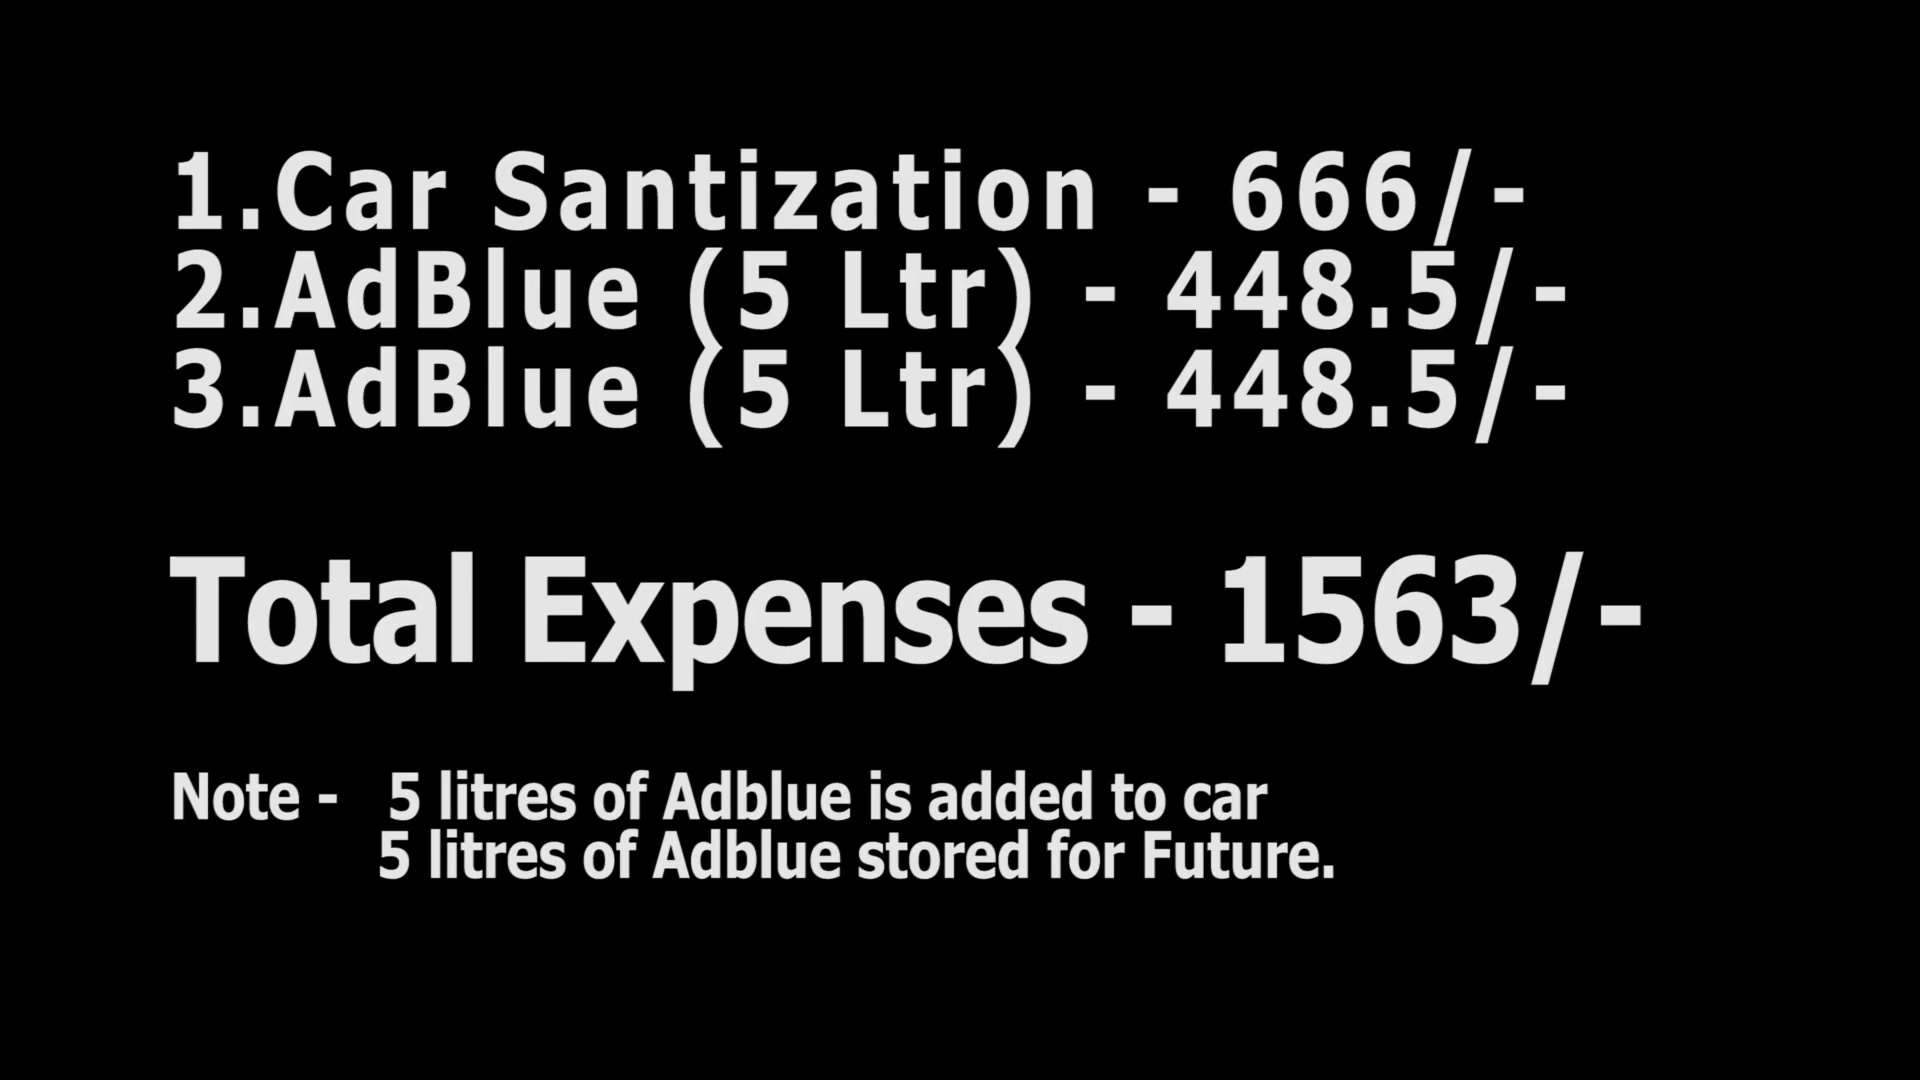 1.Car Santization - 666/-
2.AdBlue (5 Ltr) - 448.5/-
3.AdBlue (5 Ltr) - 448.5/-
Total Expenses - 1563/-
Note - 5 litres of Adblue is added to car
5 litres of Adblue stored for Future.